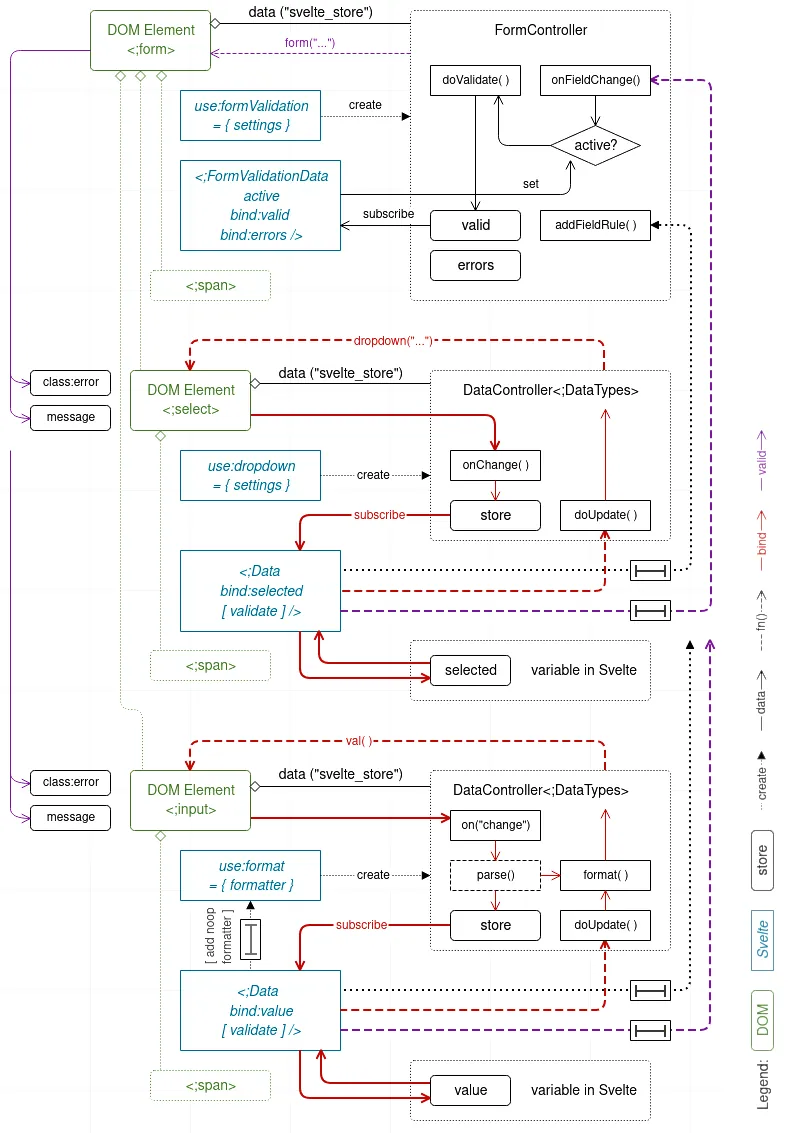 DOM Element
<;form>
data ("svelte_store")
form("...")
FormController
doValidate( )
onFieldChange()
use:formValidation
= { settings }
create
active?
<;FormValidationData
active
bind:valid
bind:errors />
set
subscribe
valid
addFieldRule( )
errors
<;span>
dropdown("...")
class:error
message
DOM Element
<;select>
data ("svelte_store")
DataController<;DataTypes>
onChange( )
use:dropdown
= { settings }
create
store
doUpdate( )
subscribe
<;Data
bind:selected
[ validate ] />
<;span>
selected
variable in Svelte
val( )
class:error
message
DOM Element
<;input>
data ("svelte_store")
DataController<;DataTypes>
on("change")
use:format
= { formatter }
create
parse()
format( )
[ add noop
formatter ]
subscribe
store
doUpdate( )
<;Data
bind:value
[ validate ] />
<;span>
value
variable in Svelte
Legend:
DOM
Svelte
store
create
data
fn()
bind
valid